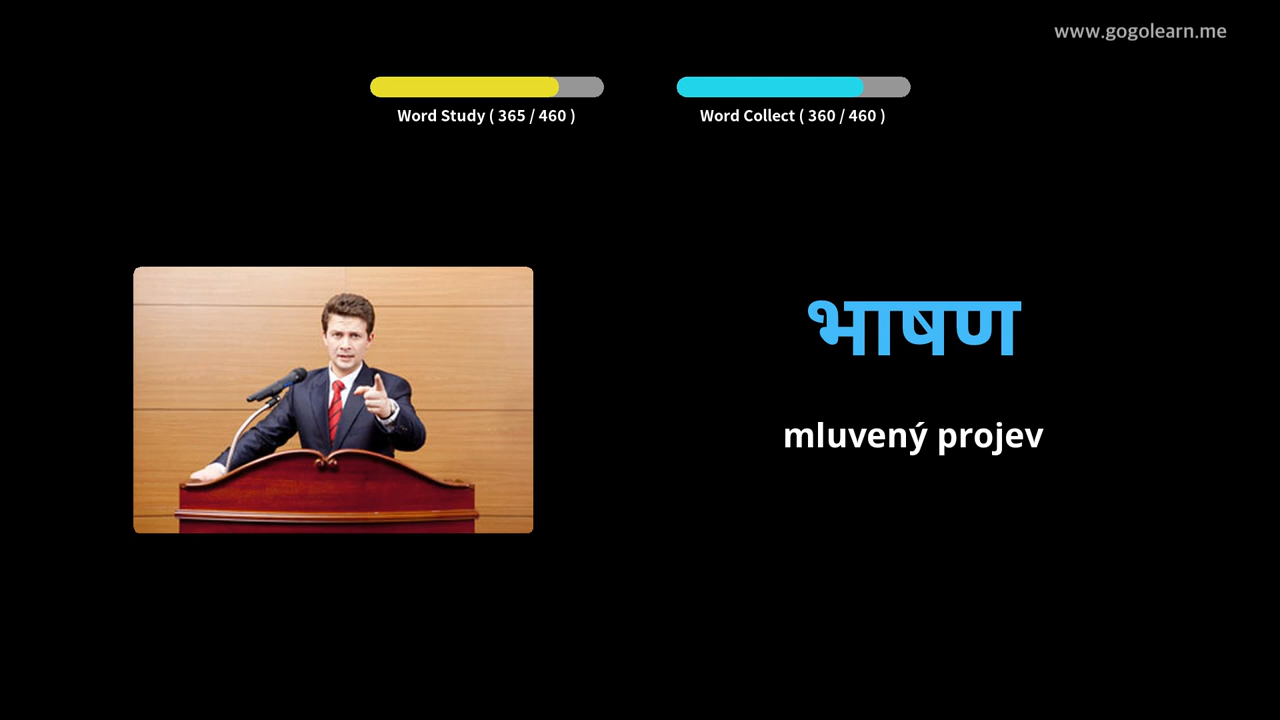 www.gogolearn.me
Word Study ( 365 / 460 )
Word Collect ( 360 / 460 )
भाषण
mluvený projev